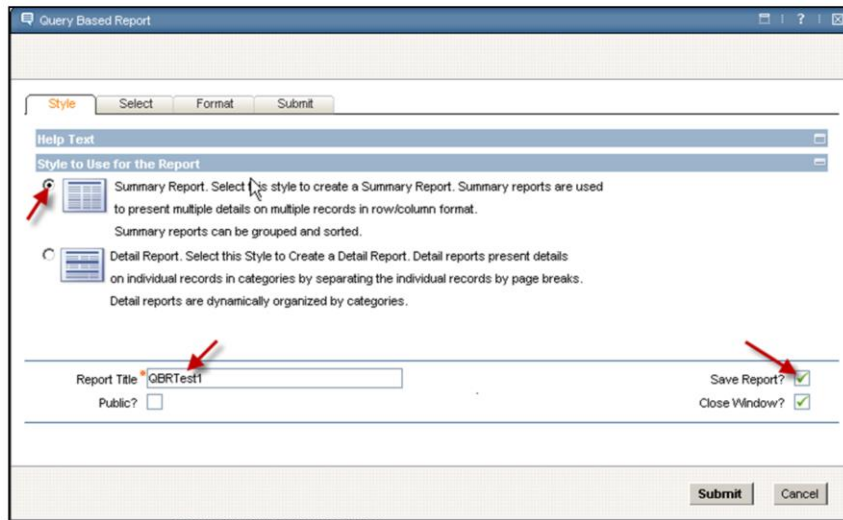 Query Based Report
?
Style Select Format Submit
Help Text
Style to Use for the Report
Summary Report. Select this style to create a Summary Report. Summary reports are used
to present multiple details on multiple records in row/column format.
Summary reports can be grouped and sorted.
Detail Report. Select this Style to Create a Detail Report. Detail reports present details
on individual records in categories by separating the individual records by page breaks.
Detail reports are dynamically organized by categories.
Report Title * QBRTest1 Save Report?
Public? Close Window?
Submit Cancel